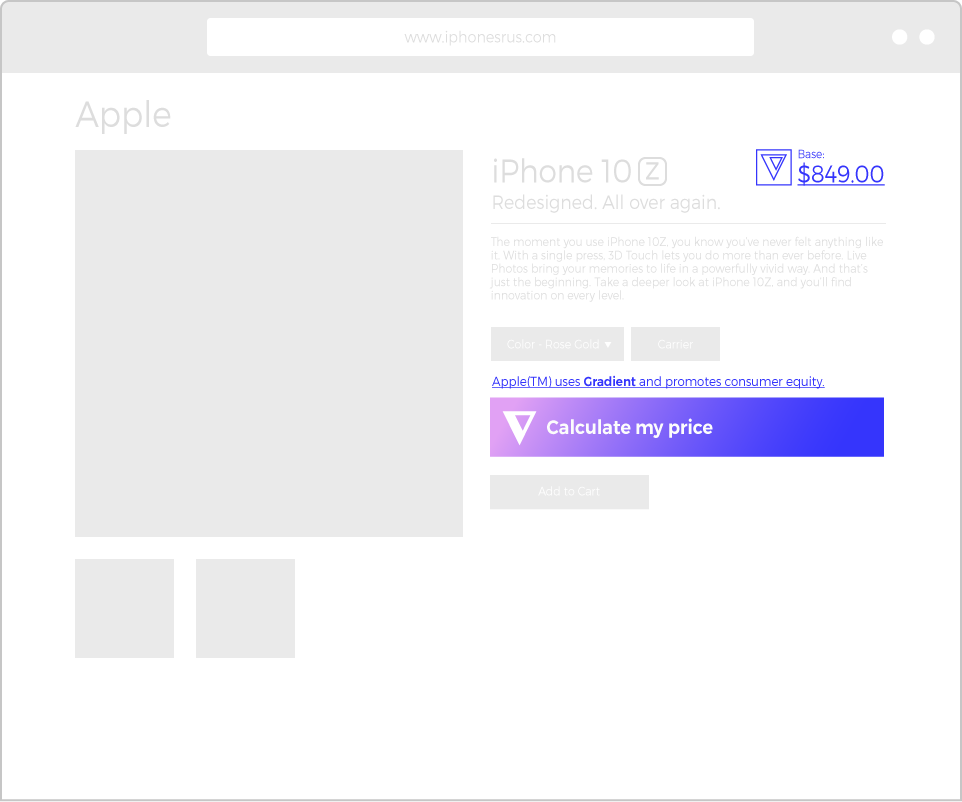 www.iphonesrus.com
Apple
iPhone 10 Z
Base:
$849.00
Redesigned. All over again.
The moment you use iPhone 10Z, you know you've never felt anything like
it. With a single press, 3D Touch lets you do more than ever before. Live
Photos bring your memories to life in a powerfully vivid way. And that's
just the beginning. Take a deeper look at iPhone 10Z, and you'll find
innovation on every level.
Color - Rose Gold ▼
Carrier
Apple(TM) uses Gradient and promotes consumer equity.
Calculate my price
Add to Cart